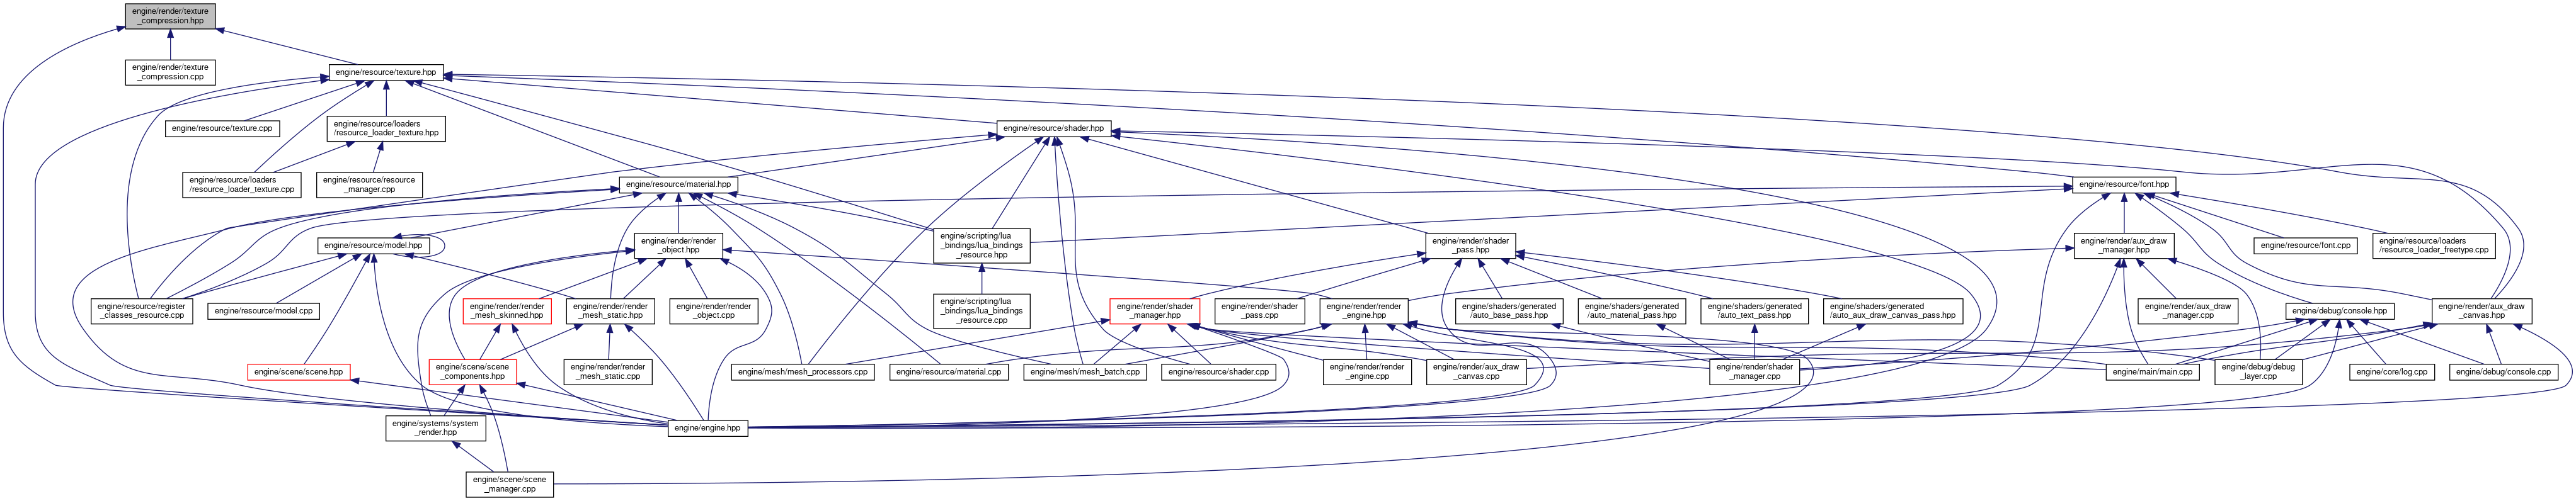 engine/render/texture
_compression.hpp
engine/render/texture
_compression.cpp
engine/resource/texture.hpp
engine/resource/texture.cpp
engine/resource/loaders
/resource_loader_texture.hpp
engine/resource/shader.hpp
engine/resource/loaders
/resource_loader_texture.cpp
engine/resource/resource
_manager.cpp
engine/resource/material.hpp
engine/resource/font.hpp
engine/resource/model.hpp
engine/render/render
_object.hpp
engine/scripting/lua
_bindings/lua_bindings
_resource.hpp
engine/render/shader
_pass.hpp
engine/render/aux_draw
_manager.hpp
engine/resource/font.cpp
engine/resource/loaders
/resource_loader_freetype.cpp
engine/resource/register
_classes_resource.cpp
engine/resource/model.cpp
engine/render/render
_mesh_skinned.hpp
engine/render/render
_mesh_static.hpp
engine/render/render
_object.cpp
engine/scripting/lua
_bindings/lua_bindings
_resource.cpp
engine/render/shader
_manager.hpp
engine/render/shader
_pass.cpp
engine/render/render
_engine.hpp
engine/shaders/generated
/auto_base_pass.hpp
engine/shaders/generated
/auto_material_pass.hpp
engine/shaders/generated
/auto_text_pass.hpp
engine/shaders/generated
/auto_aux_draw_canvas_pass.hpp
engine/render/aux_draw
_manager.cpp
engine/debug/console.hpp
engine/render/aux_draw
_canvas.hpp
engine/scene/scene.hpp
engine/scene/scene
_components.hpp
engine/render/render
_mesh_static.cpp
engine/mesh/mesh_processors.cpp
engine/resource/material.cpp
engine/mesh/mesh_batch.cpp
engine/resource/shader.cpp
engine/render/render
_engine.cpp
engine/render/aux_draw
_canvas.cpp
engine/render/shader
_manager.cpp
engine/main/main.cpp
engine/debug/debug
_layer.cpp
engine/core/log.cpp
engine/debug/console.cpp
engine/systems/system
_render.hpp
engine/engine.hpp
engine/scene/scene
_manager.cpp